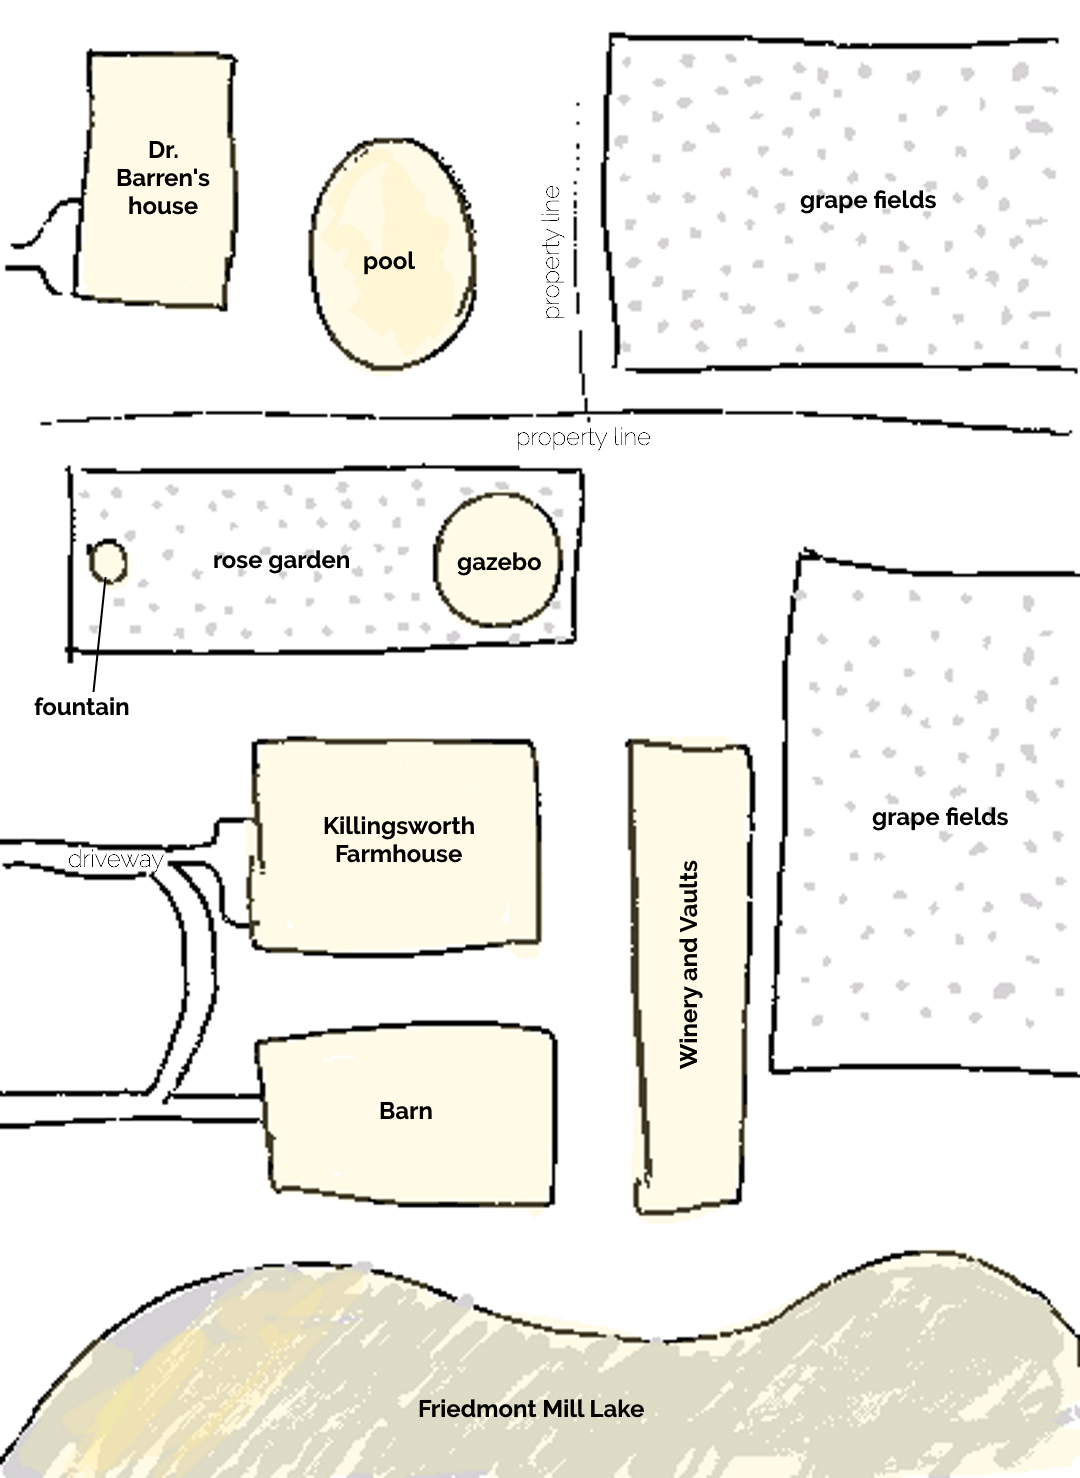 Dr.
Barren's
house
pool
property line
grape fields
property line
rose garden
gazebo
fountain
Killingsworth
Farmhouse
driveway
grape fields
Winery and Vaults
Barn
Friedmont Mill Lake